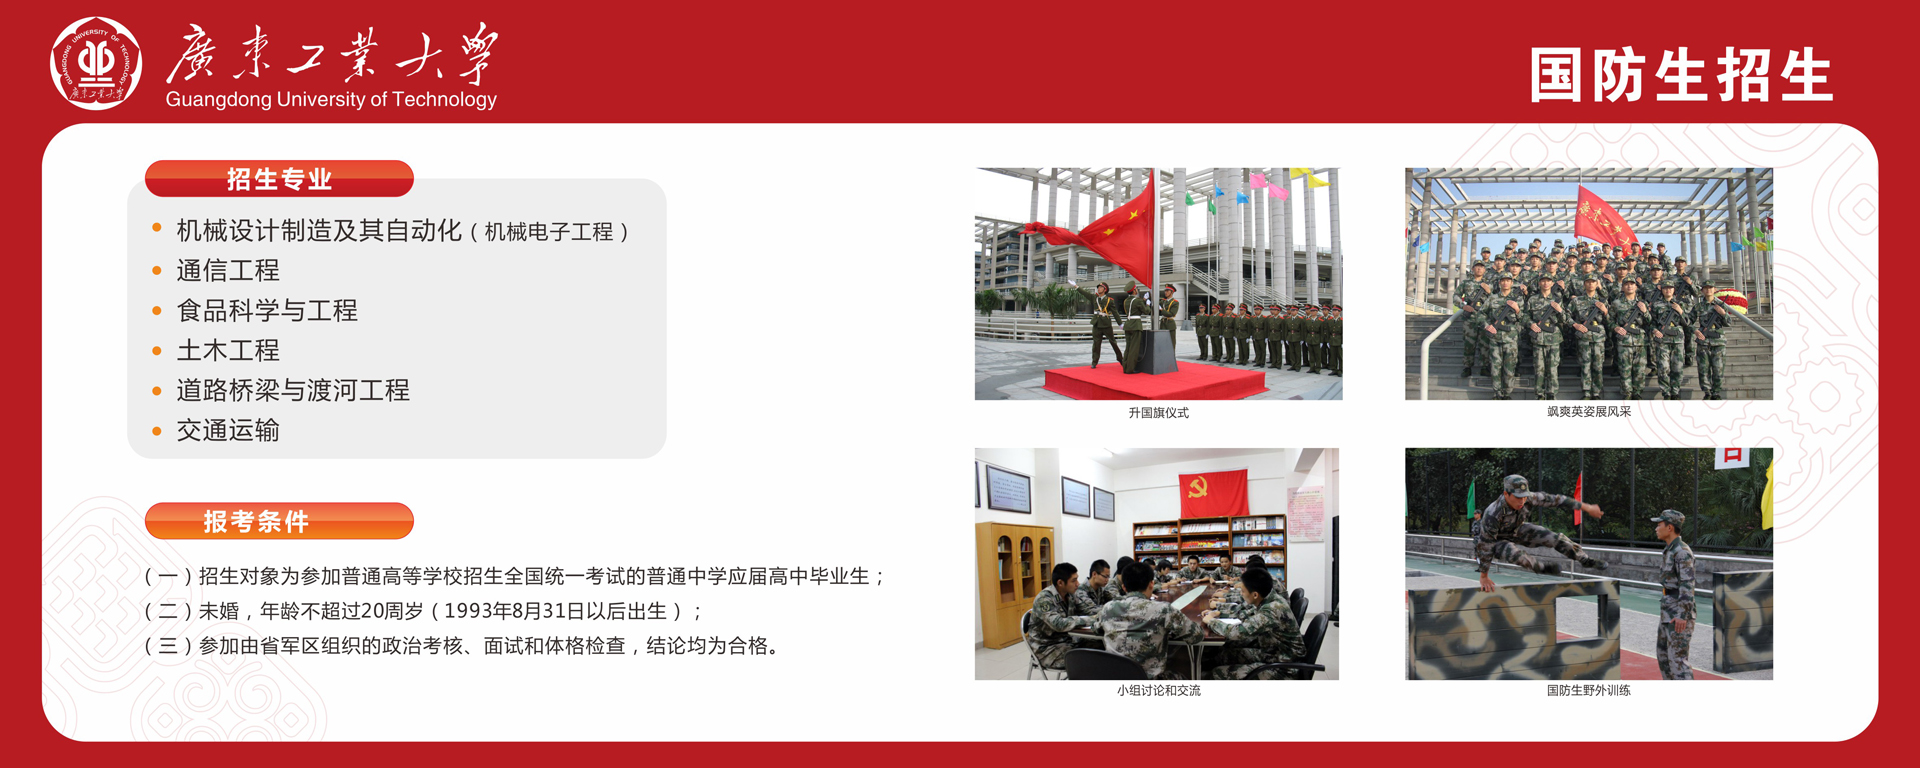 廣東工業大學
Guangdong University of Technology
GUANGDONG UNIVERSITY OF TECHNOLOGY
廣東工業大學
国防生招生
招生专业
机械设计制造及其自动化（机械电子工程）
通信工程
食品科学与工程
土木工程
道路桥梁与渡河工程
交通运输
报考条件
（一）招生对象为参加普通高等学校招生全国统一考试的普通中学应届高中毕业生；
（二）未婚，年龄不超过20周岁（1993年8月31日以后出生）；
（三）参加由省军区组织的政治考核、面试和体格检查，结论均为合格。
升国旗仪式
飒爽英姿展风采
小组讨论和交流
国防生野外训练